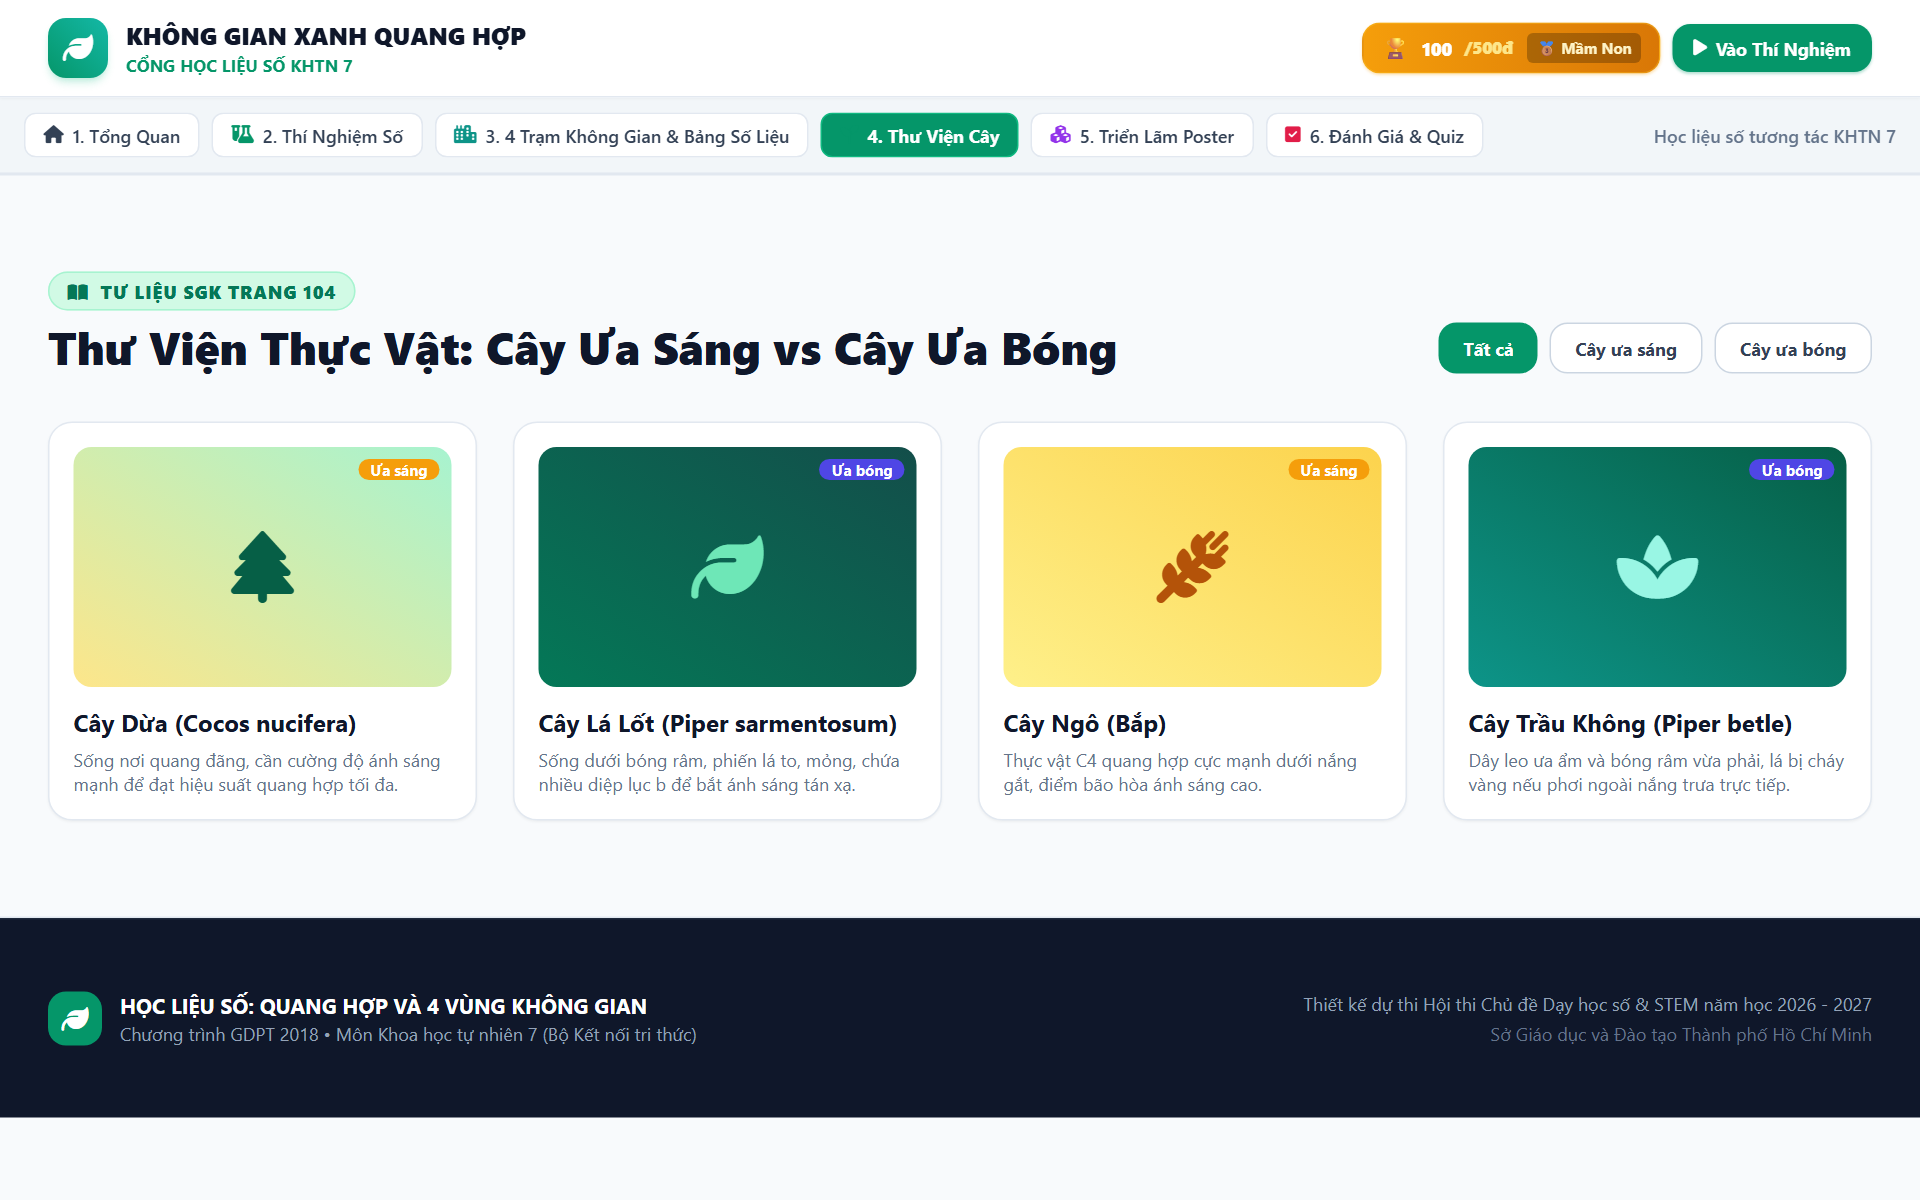 KHÔNG GIAN XANH QUANG HỢP
CỔNG HỌC LIỆU SỐ KHTN 7
100 /500đ Mầm Non
Vào Thí Nghiệm
1. Tổng Quan
2. Thí Nghiệm Số
3. 4 Trạm Không Gian & Bảng Số Liệu
4. Thư Viện Cây
5. Triển Lãm Poster
6. Đánh Giá & Quiz
Học liệu số tương tác KHTN 7
TƯ LIỆU SGK TRANG 104
Thư Viện Thực Vật: Cây Ưa Sáng vs Cây Ưa Bóng
Tất cả
Cây ưa sáng
Cây ưa bóng
Ưa sáng
Cây Dừa (Cocos nucifera)
Sống nơi quang đãng, cần cường độ ánh sáng
mạnh để đạt hiệu suất quang hợp tối đa.
Ưa bóng
Cây Lá Lốt (Piper sarmentosum)
Sống dưới bóng râm, phiến lá to, mỏng, chứa
nhiều diệp lục b để bắt ánh sáng tán xạ.
Ưa sáng
Cây Ngô (Bắp)
Thực vật C4 quang hợp cực mạnh dưới nắng
gắt, điểm bão hòa ánh sáng cao.
Ưa bóng
Cây Trầu Không (Piper betle)
Dây leo ưa ẩm và bóng râm vừa phải, lá bị cháy
vàng nếu phơi ngoài nắng trưa trực tiếp.
HỌC LIỆU SỐ: QUANG HỢP VÀ 4 VÙNG KHÔNG GIAN
Chương trình GDPT 2018 • Môn Khoa học tự nhiên 7 (Bộ Kết nối tri thức)
Thiết kế dự thi Hội thi Chủ đề Dạy học số & STEM năm học 2026 - 2027
Sở Giáo dục và Đào tạo Thành phố Hồ Chí Minh